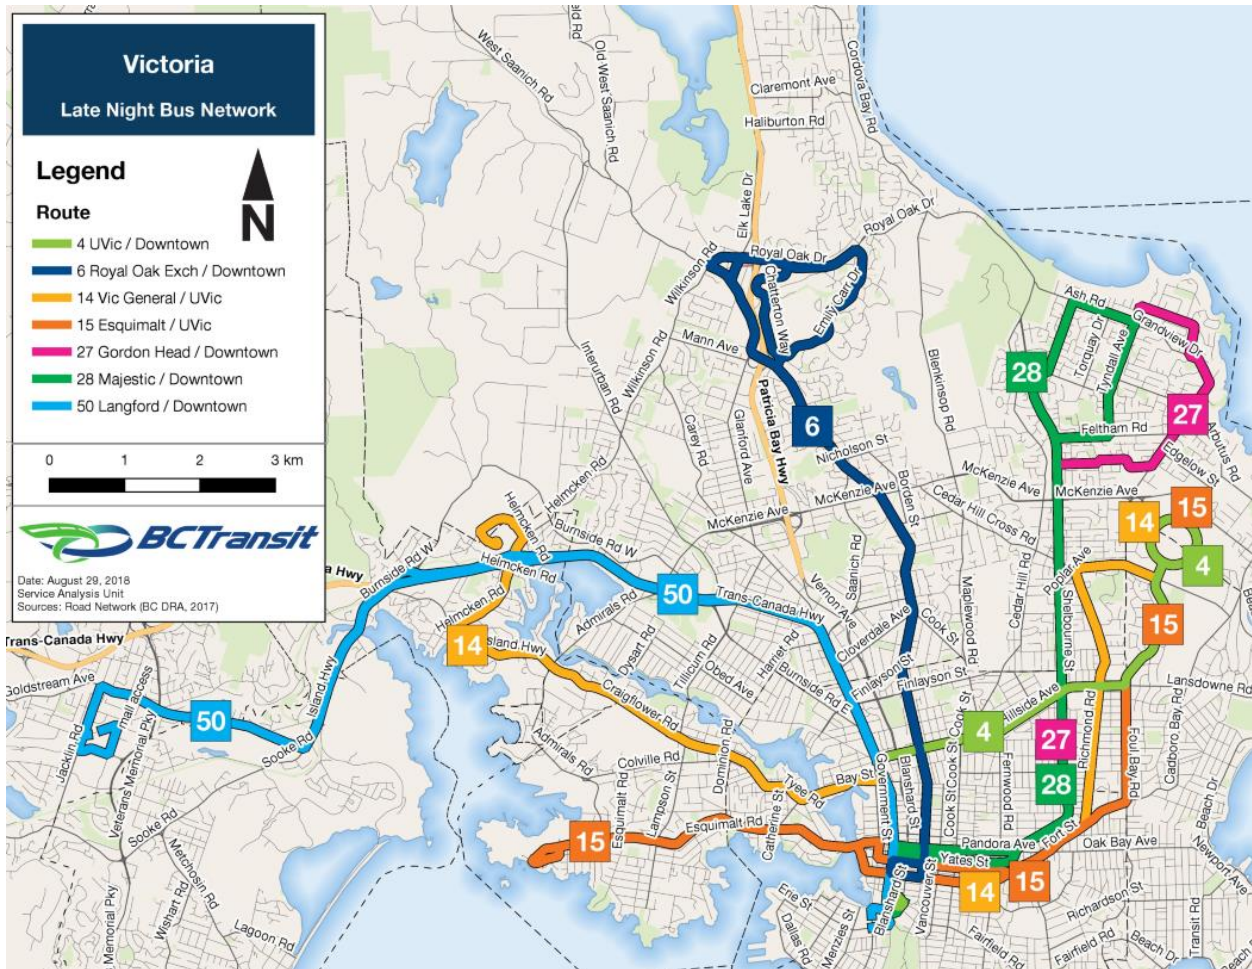 Victoria
Late Night Bus Network
Legend
N
Route
4 UVic / Downtown
6 Royal Oak Exch / Downtown
14 Vic General / UVic
15 Esquimalt / UVic
27 Gordon Head / Downtown
28 Majestic / Downtown
50 Langford / Downtown
0 1 2 3 km
BCTransit
Date: August 29, 2018
Service Analysis Unit
Sources: Road Network (BC DRA, 2017)
West Saanich Rd
Old West Saanich Rd
Cordova Bay Rd
Claremont Ave
Haliburton Rd
Elk Lake Dr
Royal Oak Dr
Royal Oak Dr
Wilkinson Rd
Chatterton Way
Emily Carr Dr
Mann Ave
Wilkinson Rd
Interurban Rd
Patricia Bay Hwy
Glanford Ave
Carey Rd
Blenkinsop Rd
6
Nicholson St
Borden St
McKenzie Ave
McKenzie Ave
McKenzie Ave
McKenzie Ave
Cedar Hill Cross Rd
Ash Rd
Grandview Dr
Torquay Dr
Tyndall Ave
28
27
Feltham Rd
Arbutus Rd
Edgelow St
14
15
4
15
Poplar Ave
Shelbourne St
Cedar Hill Rd
Maplewood Rd
Saanich Rd
Vernon Ave
Cloverdale Ave
Cook St
Helmcken Rd
Helmcken Rd
Burnside Rd W
Helmcken Rd
Burnside Rd W
Helmcken Rd
50
Trans-Canada Hwy
Admirals Rd
Dysart Rd
Tillicum Rd
Obed Ave
Harriet Rd
Burnside Rd E
Finlayson St
Finlayson St
Trans-Canada Hwy
Goldstream Ave
mall access
Island Hwy
50
Sooke Rd
Jacklin Rd
Veterans Memorial Pky
Sooke Rd
Metchosin Rd
Wishart Rd
Lagoon Rd
14
Island Hwy
Craigflower Rd
Admirals Rd
Colville Rd
Dominion Rd
Tyee Rd
Bay St
Government St
Blanshard St
Cook St
Cook St
4
Hillside Ave
Lansdowne Rd
27
28
Richmond Rd
Foul Bay Rd
Cadboro Bay Rd
Beach Dr
Fernwood Rd
15
Esquimalt Rd
Lampson St
Esquimalt Rd
Catherine St
Pandora Ave
Yates St
Fort St
Oak Bay Ave
Newport Ave
14
15
Blanshard St
Vancouver St
Richardson St
Erie St
Dallas Rd
Menzies St
Fairfield Rd
Fairfield Rd
Beach Dr
Transit Rd